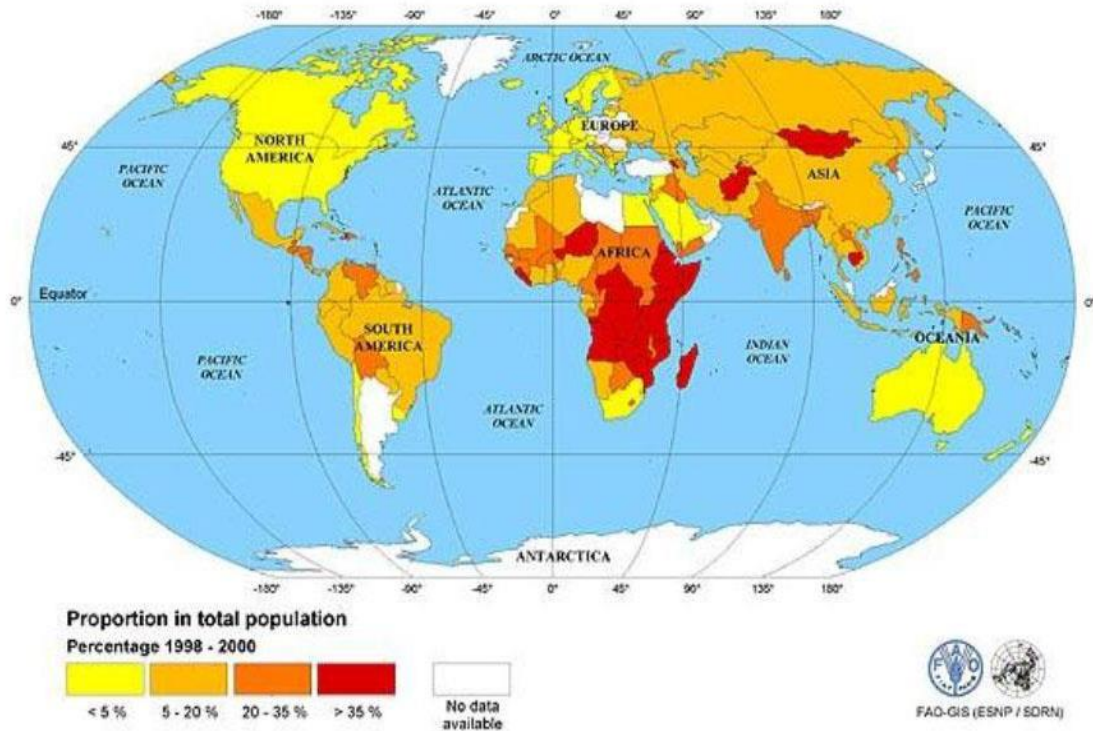 -180° -135° -90° -45° 0° 45° 90° 135° 180°
ARCTIC OCEAN
NORTH
AMERICA
EUROPE
ASIA
45° 45°
PACIFIC
OCEAN
ATLANTIC
OCEAN
PACIFIC
OCEAN
AFRICA
0° Equator 0°
SOUTH
AMERICA
OCEANIA
PACIFIC
OCEAN
INDIAN
OCEAN
ATLANTIC
OCEAN
-45° -45°
ANTARCTICA
-180° -135° -90° -45° 0° 45° 90° 135° 180°
Proportion in total population
Percentage 1998 - 2000
< 5 % 5 - 20 % 20 - 35 % > 35 % No data
available
FAO
FAO-GIS (ESNP / SDRN)